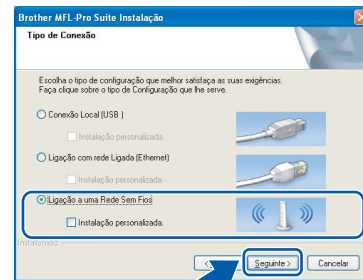 Brother MFL-Pro Suite Instalação
Tipo de Conexão
Escolha o tipo de configuração que melhor satisfaça as suas exigências.
Faça clique sobre o tipo de Configuração que lhe serve.
Conexão Local (USB )
Instalação personalizada.
Ligação com rede Ligada (Ethernet)
Instalação personalizada.
Ligação a uma Rede Sem Fios
Instalação personalizada.
InstallShield
< Seguinte > Cancelar